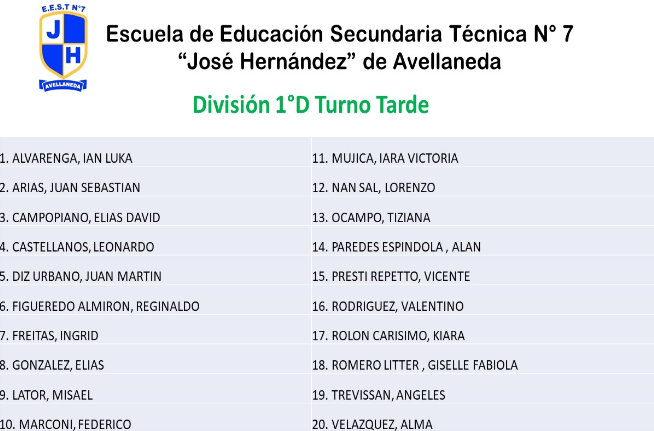 E.E.S.T N°7
J
H
AVELLANEDA
Escuela de Educación Secundaria Técnica N° 7
“José Hernández” de Avellaneda
División 1°D Turno Tarde
1. ALVARENGA, IAN LUKA
2. ARIAS, JUAN SEBASTIAN
3. CAMPOPIANO, ELIAS DAVID
4. CASTELLANOS, LEONARDO
5. DIZ URBANO, JUAN MARTIN
6. FIGUEREDO ALMIRON, REGINALDO
7. FREITAS, INGRID
8. GONZALEZ, ELIAS
9. LATOR, MISAEL
10. MARCONI, FEDERICO
11. MUJICA, IARA VICTORIA
12. NAN SAL, LORENZO
13. OCAMPO, TIZIANA
14. PAREDES ESPINDOLA , ALAN
15. PRESTI REPETTO, VICENTE
16. RODRIGUEZ, VALENTINO
17. ROLON CARISIMO, KIARA
18. ROMERO LITTER , GISELLE FABIOLA
19. TREVISSAN, ANGELES
20. VELAZQUEZ, ALMA